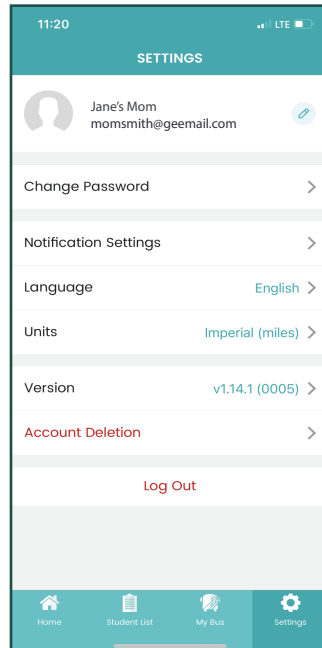 11:20 LTE
SETTINGS
Jane's Mom
momsmith@geemail.com
Change Password
Notification Settings
Language English
Units Imperial (miles)
Version v1.14.1 (0005)
Account Deletion
Log Out
Home Student List My Bus Settings